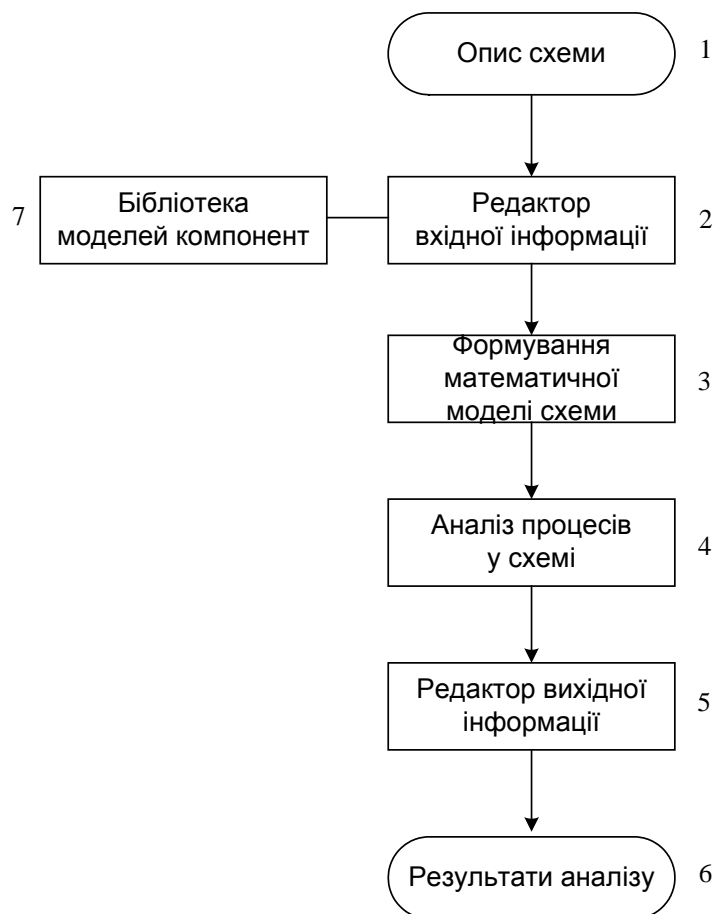 Опис схеми
1
7
Бібліотека
моделей компонент
Редактор
вхідної інформації
2
Формування
математичної
моделі схеми
3
Аналіз процесів
у схемі
4
Редактор вихідної
інформації
5
Результати аналізу
6